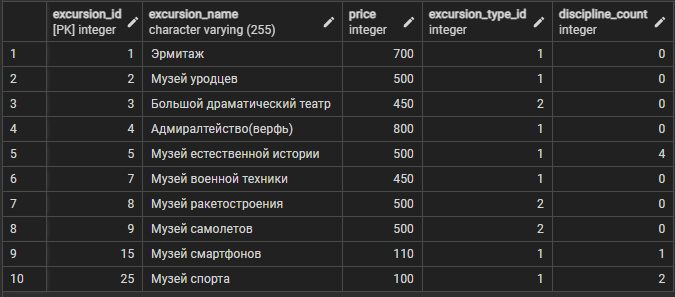 excursion_id excursion_name price excursion_type_id discipline_count
[PK] integer character varying (255) integer integer integer
1 1 Эрмитаж 700 1 0
2 2 Музей уродцев 500 1 0
3 3 Большой драматический театр 450 2 0
4 4 Адмиралтейство(верфь) 800 1 0
5 5 Музей естественной истории 500 1 4
6 7 Музей военной техники 450 1 0
7 8 Музей ракетостроения 500 2 0
8 9 Музей самолетов 500 2 0
9 15 Музей смартфонов 110 1 1
10 25 Музей спорта 100 1 2